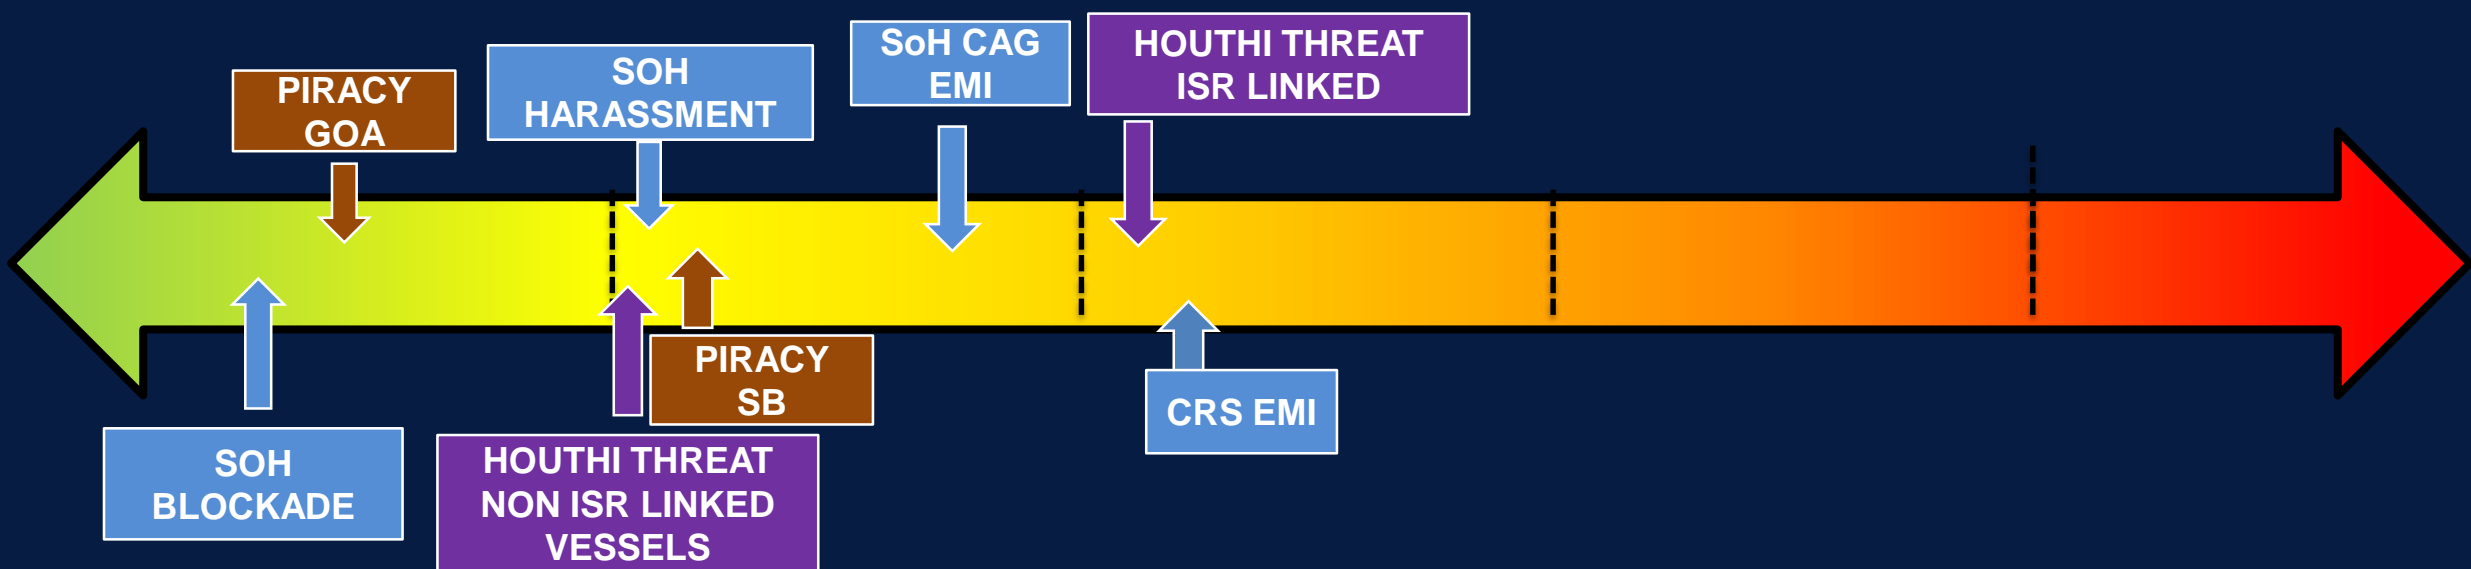 PIRACY
GOA
SOH
HARASSMENT
SoH CAG
EMI
HOUTHI THREAT
ISR LINKED
SOH
BLOCKADE
HOUTHI THREAT
NON ISR LINKED
VESSELS
PIRACY
SB
CRS EMI